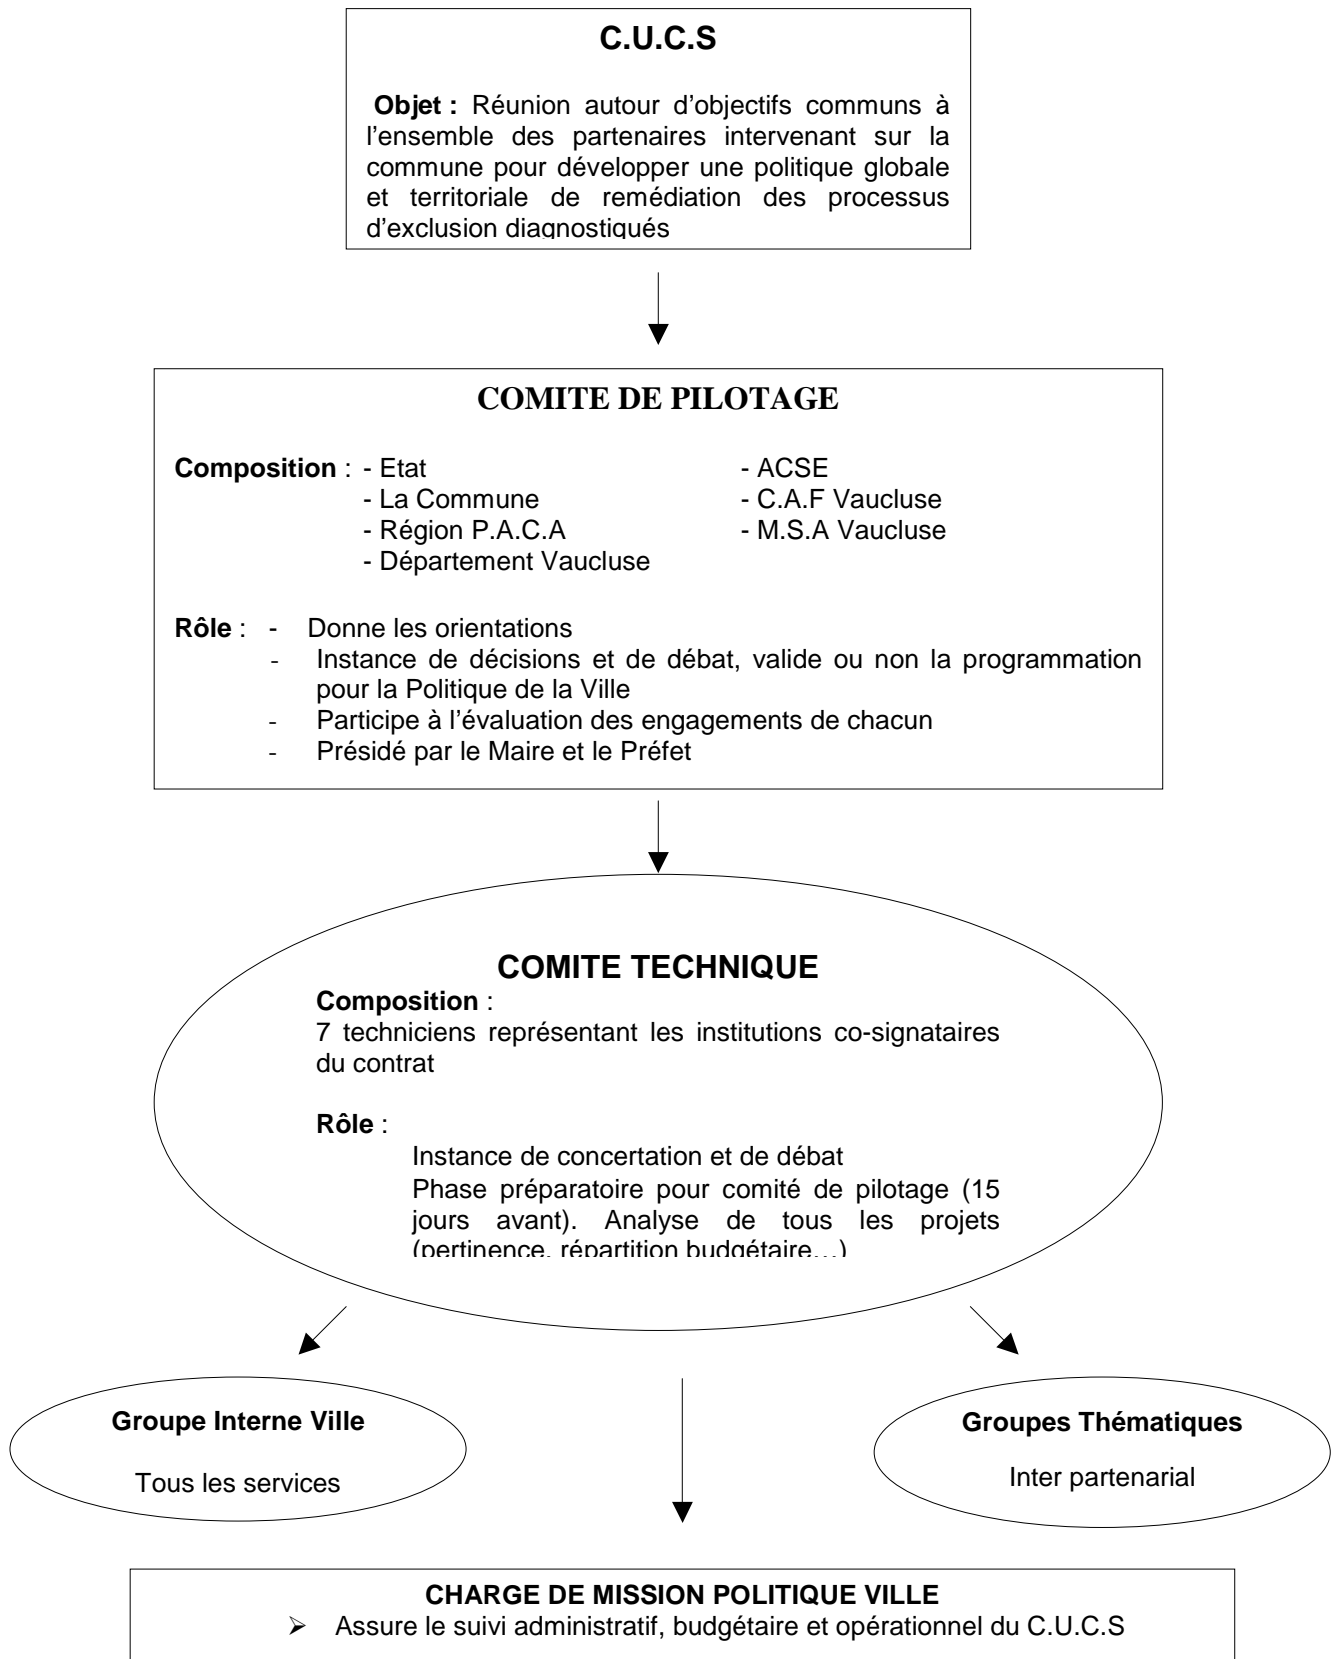 C.U.C.S
Objet : Réunion autour d'objectifs communs à
l'ensemble des partenaires intervenant sur la
commune pour développer une politique globale
et territoriale de remédiation des processus
d'exclusion diagnostiqués
COMITE DE PILOTAGE
Composition : - Etat - ACSE
- La Commune - C.A.F Vaucluse
- Région P.A.C.A - M.S.A Vaucluse
- Département Vaucluse
Rôle : - Donne les orientations
- Instance de décisions et de débat, valide ou non la programmation
pour la Politique de la Ville
- Participe à l'évaluation des engagements de chacun
- Présidé par le Maire et le Préfet
COMITE TECHNIQUE
Composition :
7 techniciens représentant les institutions co-signataires
du contrat
Rôle :
Instance de concertation et de débat
Phase préparatoire pour comité de pilotage (15
jours avant). Analyse de tous les projets
(pertinence, répartition budgétaire…)
Groupe Interne Ville
Tous les services
Groupes Thématiques
Inter partenarial
CHARGE DE MISSION POLITIQUE VILLE
➢ Assure le suivi administratif, budgétaire et opérationnel du C.U.C.S